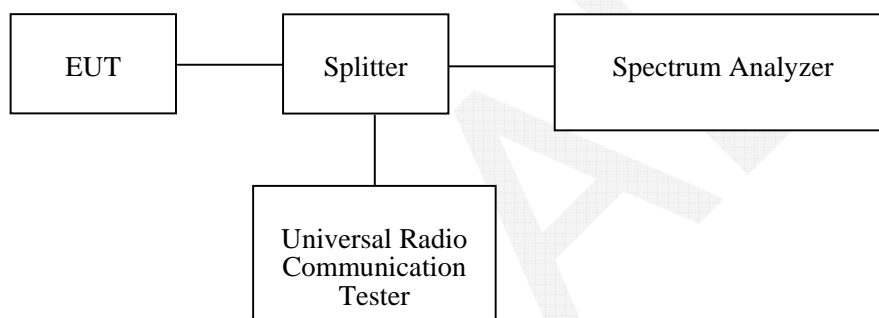 EUT
Splitter
Spectrum Analyzer
Universal Radio
Communication
Tester